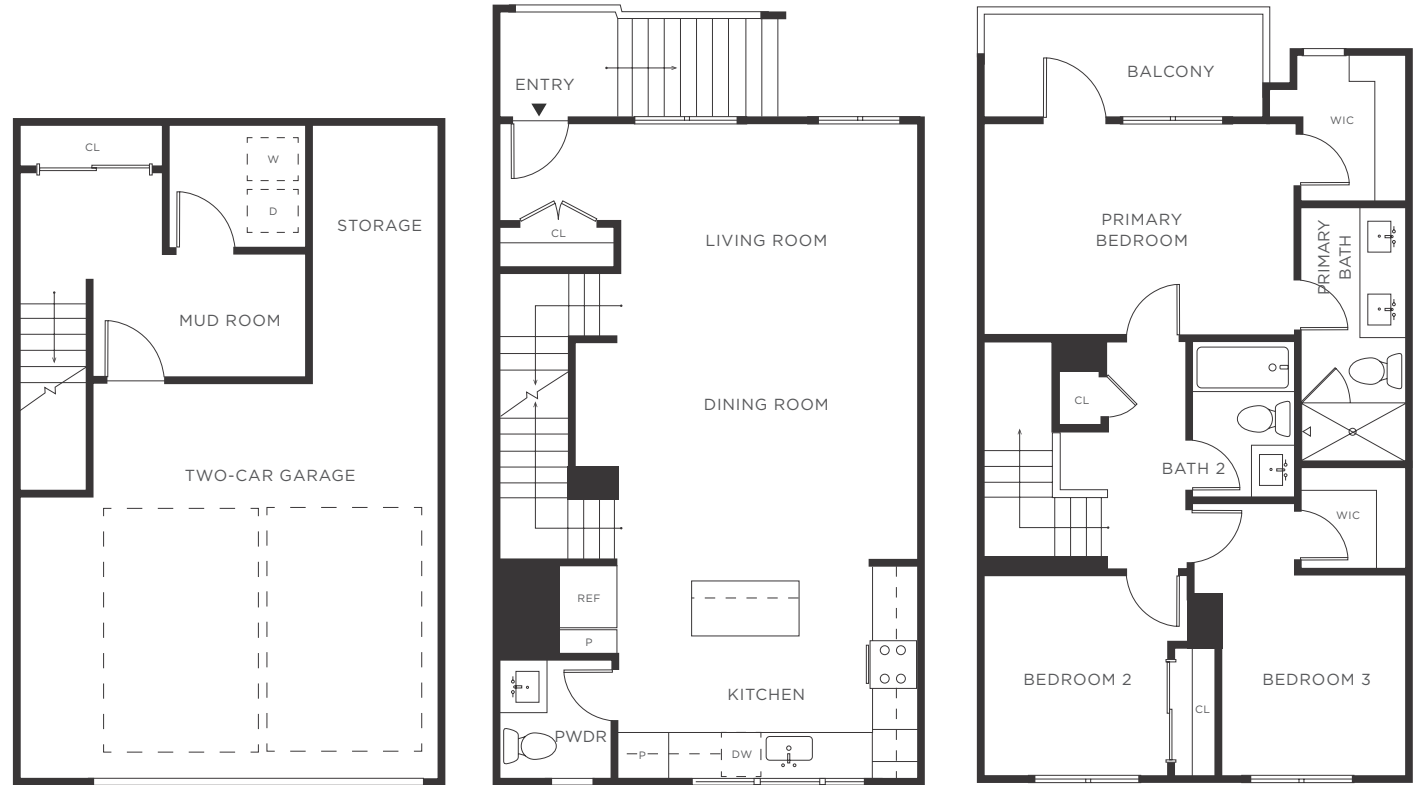 CL
W
D
STORAGE
MUD ROOM
TWO-CAR GARAGE
ENTRY
CL
LIVING ROOM
DINING ROOM
REF
P
KITCHEN
PWDR
P
DW
BALCONY
WIC
PRIMARY
BEDROOM
PRIMARY
BATH
CL
BATH 2
WIC
BEDROOM 2
CL
BEDROOM 3